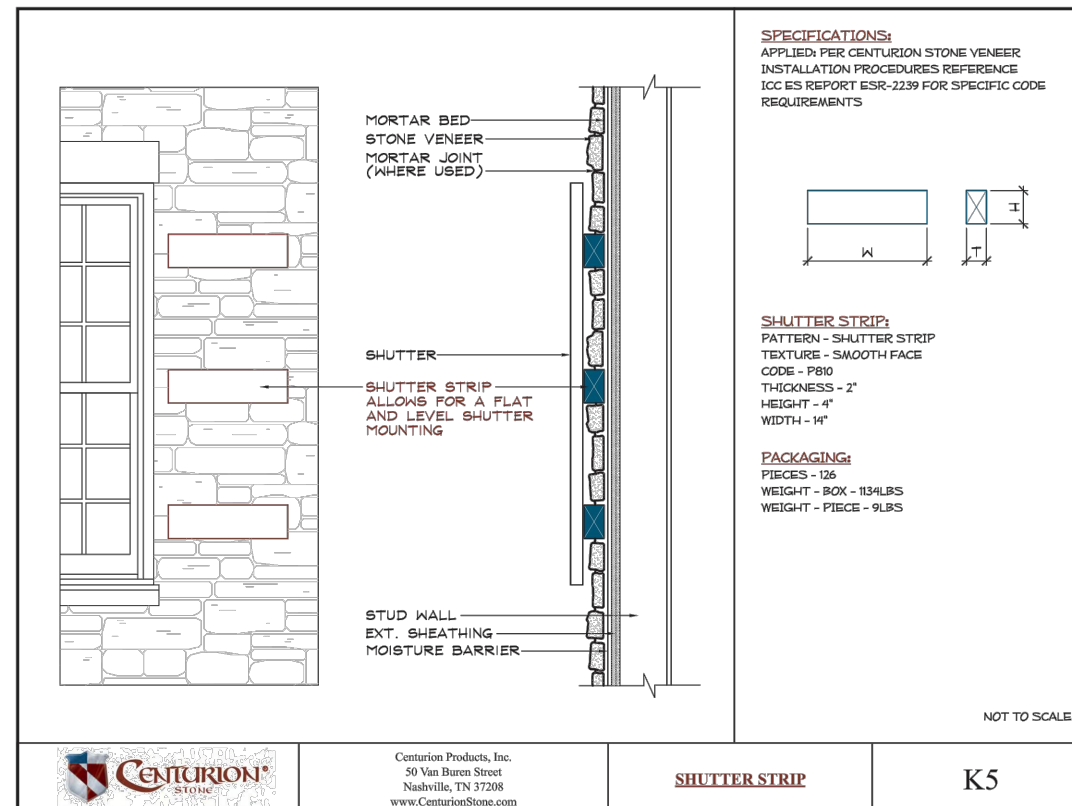 MORTAR BED
STONE VENEER
MORTAR JOINT
(WHERE USED)
SHUTTER
SHUTTER STRIP
ALLOWS FOR A FLAT
AND LEVEL SHUTTER
MOUNTING
STUD WALL
EXT. SHEATHING
MOISTURE BARRIER
SPECIFICATIONS:
APPLIED: PER CENTURION STONE VENEER
INSTALLATION PROCEDURES REFERENCE
ICC ES REPORT ESR-2239 FOR SPECIFIC CODE
REQUIREMENTS
W
T
H
SHUTTER STRIP:
PATTERN - SHUTTER STRIP
TEXTURE - SMOOTH FACE
CODE - P810
THICKNESS - 2"
HEIGHT - 4"
WIDTH - 14"
PACKAGING:
PIECES - 126
WEIGHT - BOX - 1134LBS
WEIGHT - PIECE - 9LBS
NOT TO SCALE
CENTURION®
STONE
Centurion Products, Inc.
50 Van Buren Street
Nashville, TN 37208
www.CenturionStone.com
SHUTTER STRIP
K5